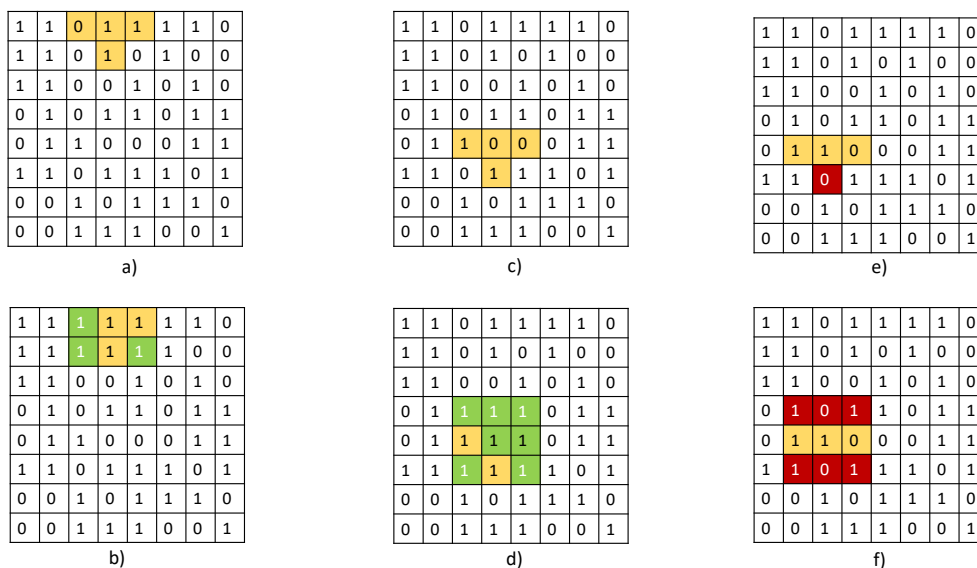 1 1 0 1 1 1 1 0
1 1 0 1 0 1 0 0
1 1 0 0 1 0 1 0
0 1 0 1 1 0 1 1
0 1 1 0 0 0 1 1
1 1 0 1 1 1 0 1
0 0 1 0 1 1 1 0
0 0 1 1 1 0 0 1
a)
1 1 0 1 1 1 1 0
1 1 0 1 0 1 0 0
1 1 0 0 1 0 1 0
0 1 0 1 1 0 1 1
0 1 1 0 0 0 1 1
1 1 0 1 1 1 0 1
0 0 1 0 1 1 1 0
0 0 1 1 1 0 0 1
c)
1 1 0 1 1 1 1 0
1 1 0 1 0 1 0 0
1 1 0 0 1 0 1 0
0 1 0 1 1 0 1 1
0 1 1 0 0 0 1 1
1 1 0 1 1 1 0 1
0 0 1 0 1 1 1 0
0 0 1 1 1 0 0 1
e)
1 1 1 1 1 1 1 0
1 1 1 1 1 1 0 0
1 1 0 0 1 0 1 0
0 1 0 1 1 0 1 1
0 1 1 0 0 0 1 1
1 1 0 1 1 1 0 1
0 0 1 0 1 1 1 0
0 0 1 1 1 0 0 1
b)
1 1 0 1 1 1 1 0
1 1 0 1 0 1 0 0
1 1 0 0 1 0 1 0
0 1 1 1 1 0 1 1
0 1 1 1 1 0 1 1
1 1 1 1 1 1 0 1
0 0 1 0 1 1 1 0
0 0 1 1 1 0 0 1
d)
1 1 0 1 1 1 1 0
1 1 0 1 0 1 0 0
1 1 0 0 1 0 1 0
0 1 0 1 1 0 1 1
0 1 1 0 0 0 1 1
1 1 0 1 1 1 0 1
0 0 1 0 1 1 1 0
0 0 1 1 1 0 0 1
f)